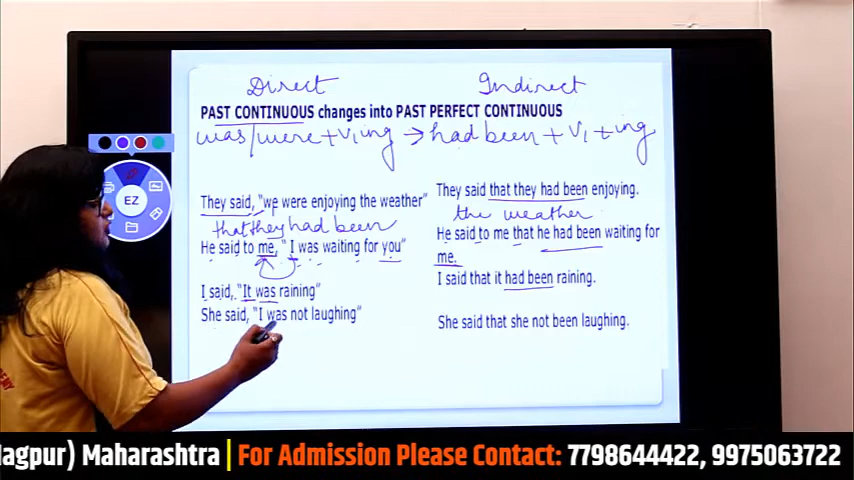 Direct
Indirect
PAST CONTINUOUS changes into PAST PERFECT CONTINUOUS
was/were + V1 ing → had been + V1 + ing
They said, "we were enjoying the weather"
They said that they had been enjoying.
that they had been
the weather
He said to me, "I was waiting for you"
He said to me that he had been waiting for
me.
I said, "It was raining"
I said that it had been raining.
She said, "I was not laughing"
She said that she not been laughing.
EZ
Nagpur) Maharashtra | For Admission Please Contact: 7798644422, 9975063722